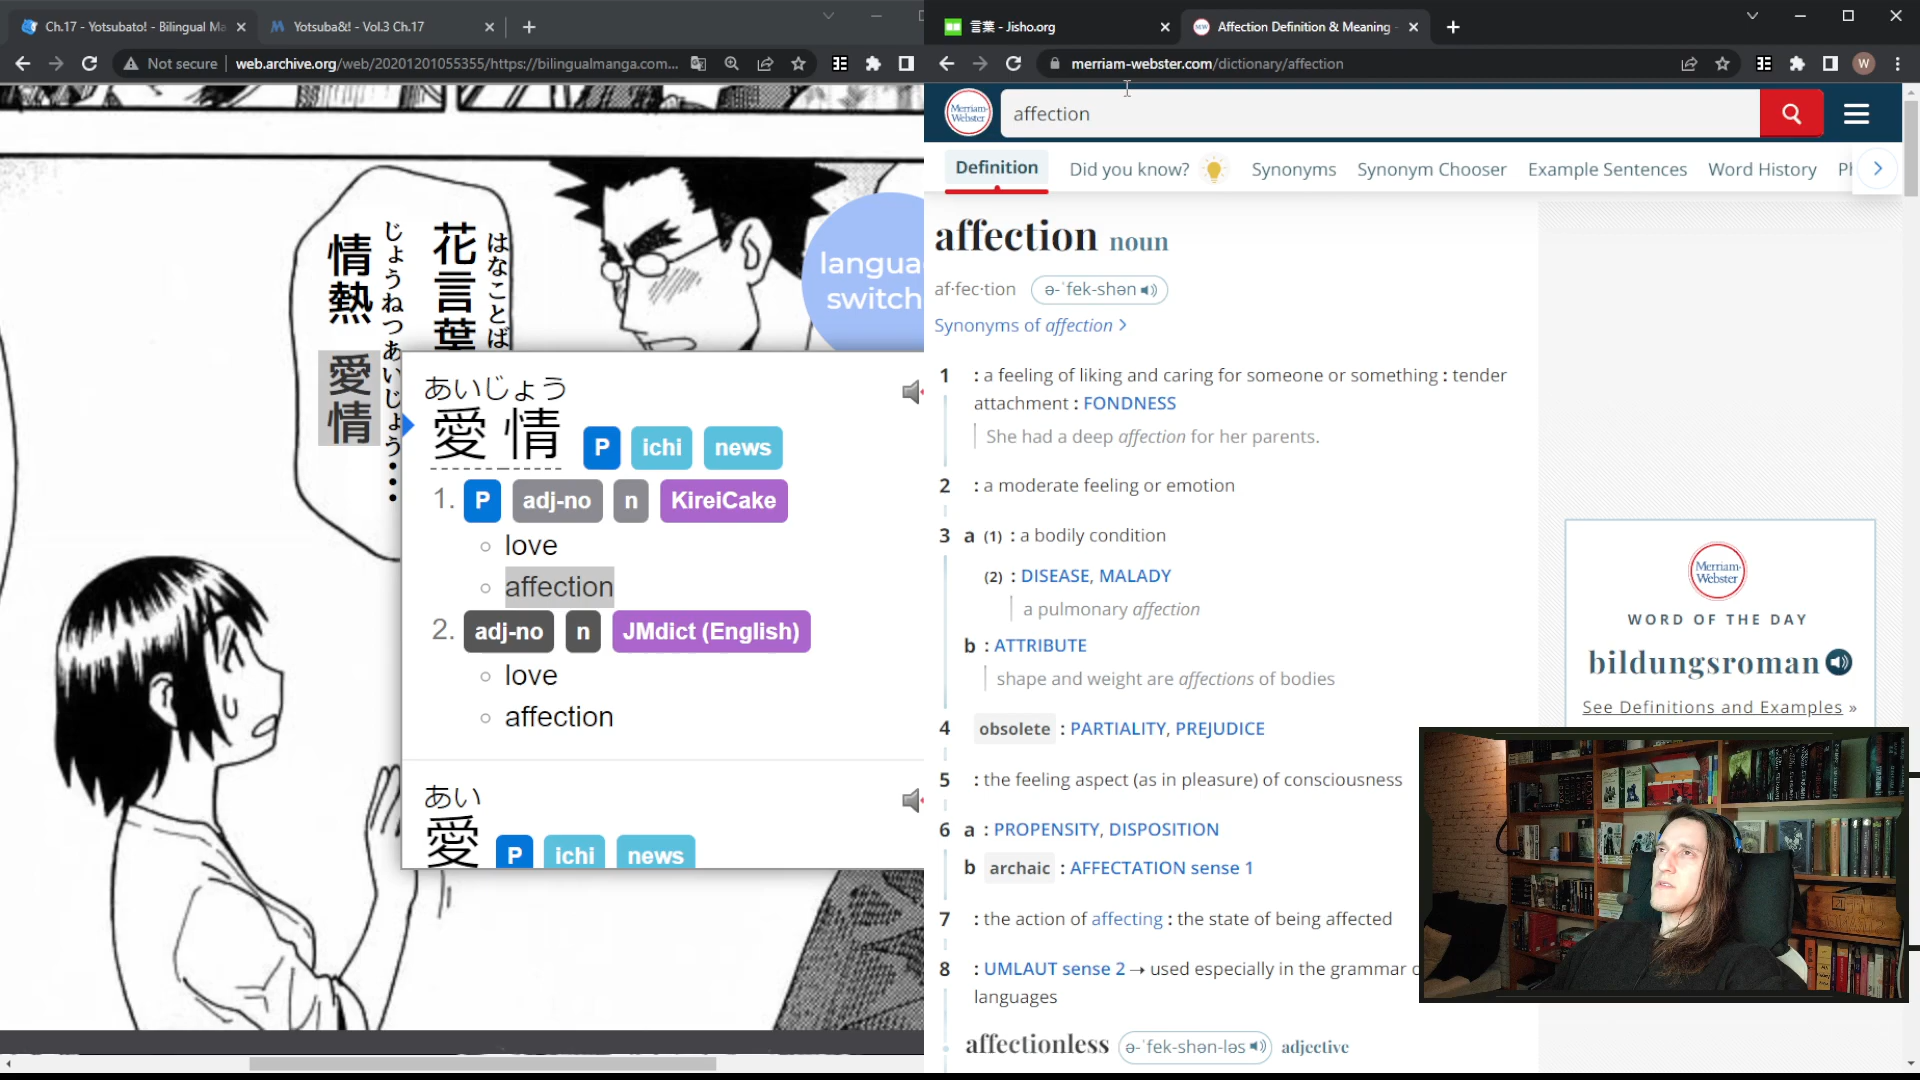 Ch.17 - Yotsubato! - Bilingual Ma
Yotsuba&! - Vol.3 Ch.17
Not secure
web.archive.org/web/20201201055355/https://bilingualmanga.com...
はなことば
花言葉
じょうねつあいじょう・・・・
情熱 愛情
langua
switch
あいじょう
愛情 P ichi news
1. P adj-no n KireiCake
love
affection
2. adj-no n JMdict (English)
love
affection
あい
愛 P ichi news
言葉 - Jisho.org
Affection Definition & Meaning -
merriam-webster.com/dictionary/affection
W
Merriam-
Webster
affection
Definition
Did you know?
Synonyms
Synonym Chooser
Example Sentences
Word History
affection noun
af·fec·tion
ə-ˈfek-shən
Synonyms of affection
1 : a feeling of liking and caring for someone or something : tender
attachment : FONDNESS
She had a deep affection for her parents.
2 : a moderate feeling or emotion
3 a (1) : a bodily condition
(2) : DISEASE, MALADY
a pulmonary affection
b : ATTRIBUTE
shape and weight are affections of bodies
4 obsolete : PARTIALITY, PREJUDICE
5 : the feeling aspect (as in pleasure) of consciousness
6 a : PROPENSITY, DISPOSITION
b archaic : AFFECTATION sense 1
7 : the action of affecting : the state of being affected
8 : UMLAUT sense 2 → used especially in the grammar
languages
affectionless
ə-ˈfek-shən-ləs
adjective
Merriam-
Webster
WORD OF THE DAY
bildungsroman
See Definitions and Examples »